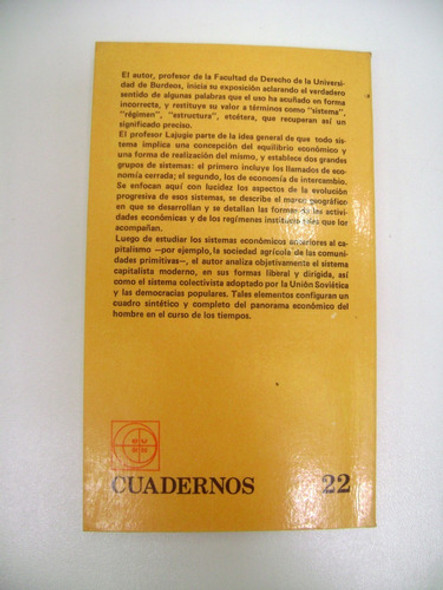 El autor, profesor de la Facultad de Derecho de la Universi-
dad de Burdeos, inicia su exposición aclarando el verdadero
sentido de algunas palabras que el uso ha acuñado en forma
incorrecta, y restituye su valor a términos como "sistema",
"régimen", "estructura", etcétera, que recuperan así un
significado preciso.
El profesor Lajugie parte de la idea general de que todo sis-
tema implica una concepción del equilibrio económico y
una forma de realización del mismo, y establece dos grandes
grupos de sistemas: el primero incluye los llamados de eco-
nomía cerrada; el segundo, los de economía de intercambio.
Se enfocan aquí con lucidez los aspectos de la evolución
progresiva de esos sistemas, se describe el marco geográfico
en que se desarrollan y se detallan las formas de las activi-
dades económicas y de los regímenes institucionales que los
acompañan.
Luego de estudiar los sistemas económicos anteriores al ca-
pitalismo —por ejemplo, la sociedad agrícola de las comuni-
dades primitivas—, el autor analiza objetivamente el sistema
capitalista moderno, en sus formas liberal y dirigida, así
como el sistema colectivista adoptado por la Unión Soviética
y las democracias populares. Tales elementos configuran un
cuadro sintético y completo del panorama económico del
hombre en el curso de los tiempos.
CUADERNOS 22